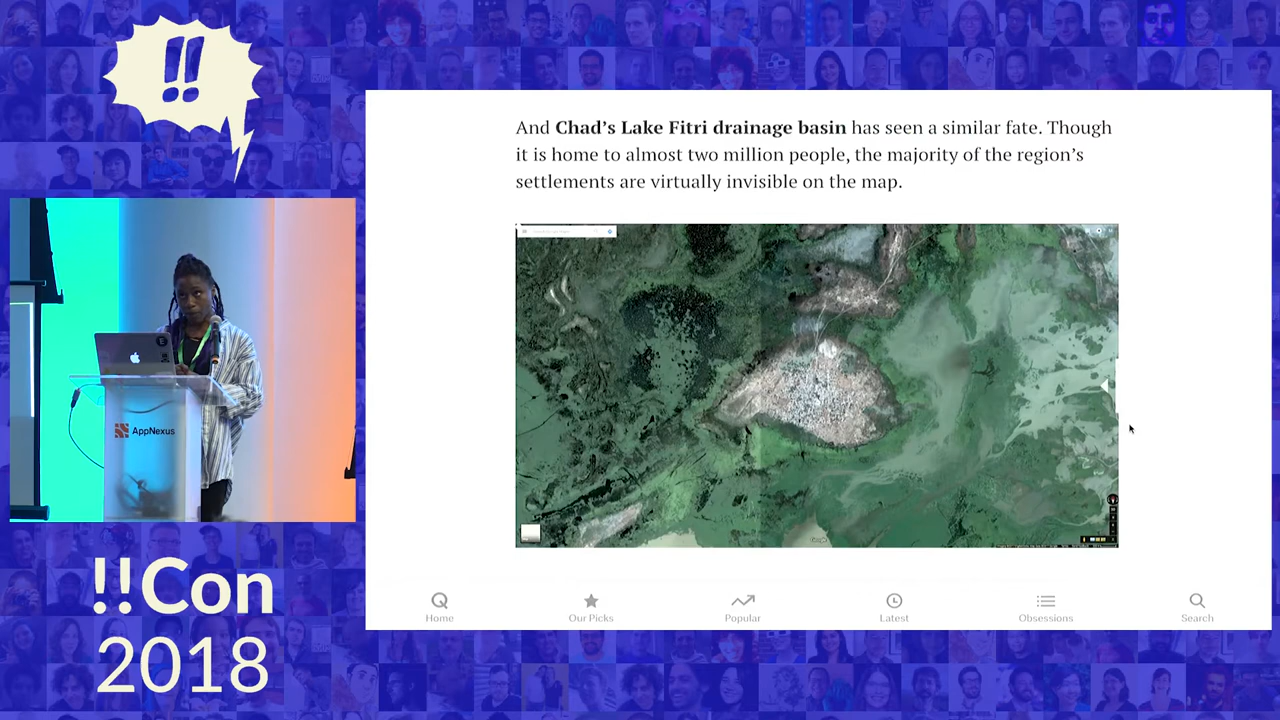 !!
And Chad’s Lake Fitri drainage basin has seen a similar fate. Though
it is home to almost two million people, the majority of the region’s
settlements are virtually invisible on the map.
AppNexus
Home
Our Picks
Popular
Latest
Obsessions
Search
!!Con
2018